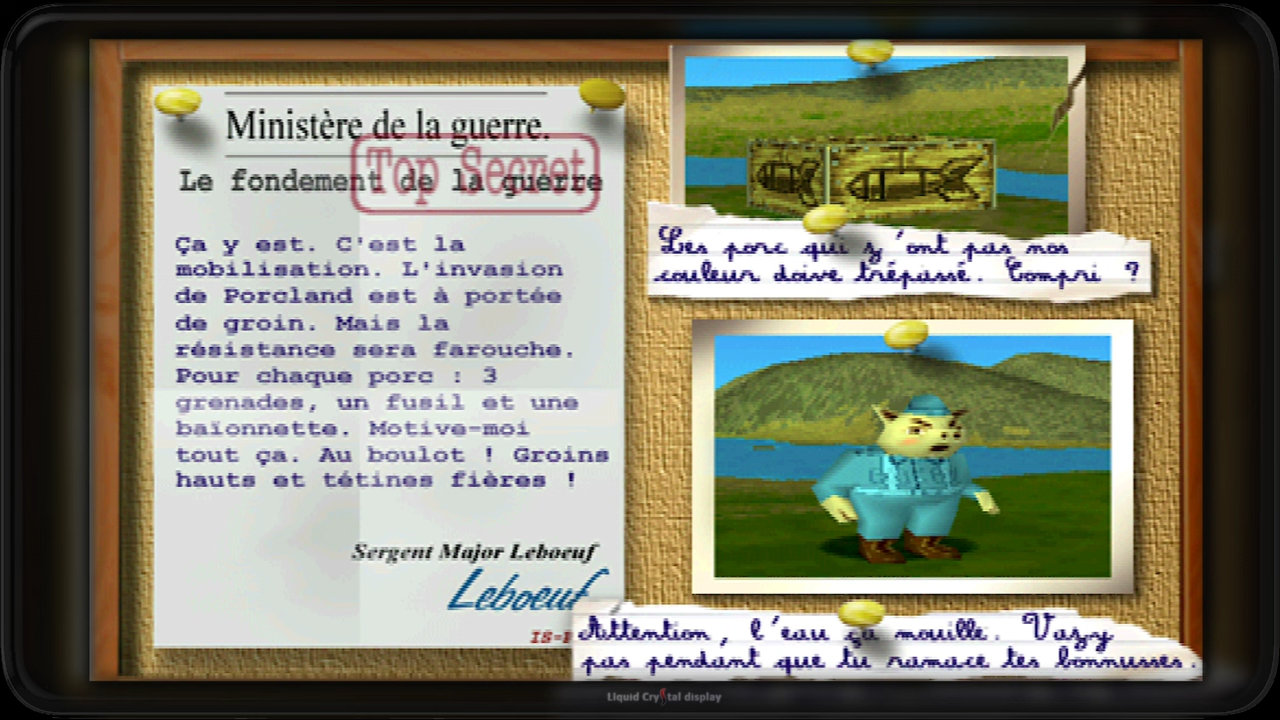 Ministère de la guerre.
Top Secret
Le fondement de la guerre
Ça y est. C'est la
mobilisation. L'invasion
de Porcland est à portée
de groin. Mais la
résistance sera farouche.
Pour chaque porc : 3
grenades, un fusil et une
baïonnette. Motive-moi
tout ça. Au boulot ! Groins
hauts et tétines fières !
Sergent Major Leboeuf
Leboeuf
Les porc qui z'ont pas nos
couleur doive trépassé. Compri ?
Attention, l'eau ça mouille. Vazy
pas pendant que tu ramace tes bonnusses.
Liquid Crystal display